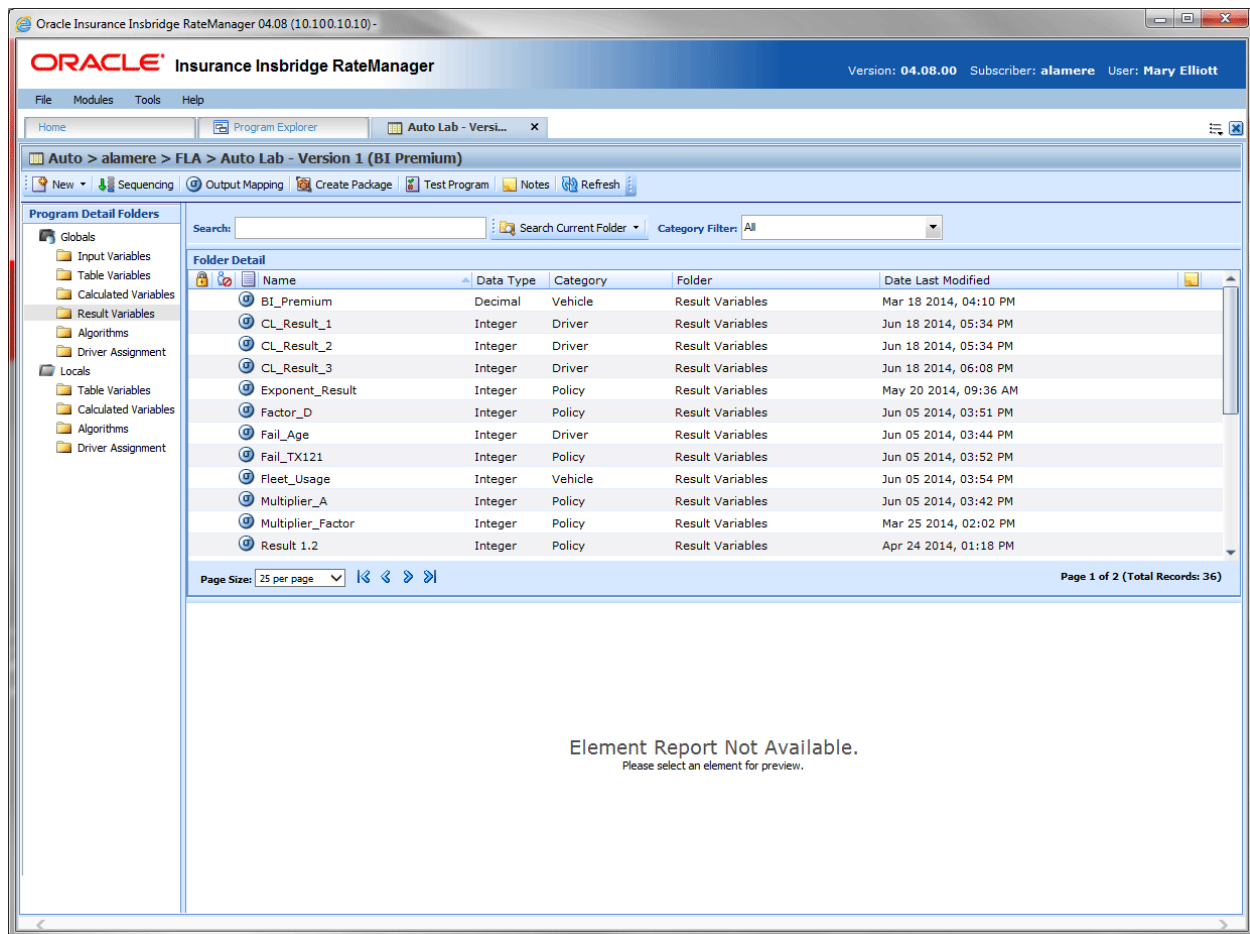 Oracle Insurance Insbridge RateManager 04.08 (10.100.10.10) -
ORACLE Insurance Insbridge RateManager
Version: 04.08.00 Subscriber: alamere User: Mary Elliott
File Modules Tools Help
Home Program Explorer Auto Lab - Versi...
Auto > alamere > FLA > Auto Lab - Version 1 (BI Premium)
New Sequencing Output Mapping Create Package Test Program Notes Refresh
Program Detail Folders
Globals
Input Variables
Table Variables
Calculated Variables
Result Variables
Algorithms
Driver Assignment
Locals
Table Variables
Calculated Variables
Algorithms
Driver Assignment
Search: Search Current Folder Category Filter: All
Folder Detail
Name Data Type Category Folder Date Last Modified
BI_Premium Decimal Vehicle Result Variables Mar 18 2014, 04:10 PM
CL_Result_1 Integer Driver Result Variables Jun 18 2014, 05:34 PM
CL_Result_2 Integer Driver Result Variables Jun 18 2014, 05:34 PM
CL_Result_3 Integer Driver Result Variables Jun 18 2014, 06:08 PM
Exponent_Result Integer Policy Result Variables May 20 2014, 09:36 AM
Factor_D Integer Policy Result Variables Jun 05 2014, 03:51 PM
Fail_Age Integer Driver Result Variables Jun 05 2014, 03:44 PM
Fail_TX121 Integer Policy Result Variables Jun 05 2014, 03:52 PM
Fleet_Usage Integer Vehicle Result Variables Jun 05 2014, 03:54 PM
Multiplier_A Integer Policy Result Variables Jun 05 2014, 03:42 PM
Multiplier_Factor Integer Policy Result Variables Mar 25 2014, 02:02 PM
Result 1.2 Integer Policy Result Variables Apr 24 2014, 01:18 PM
Page Size: 25 per page Page 1 of 2 (Total Records: 36)
Element Report Not Available.
Please select an element for preview.